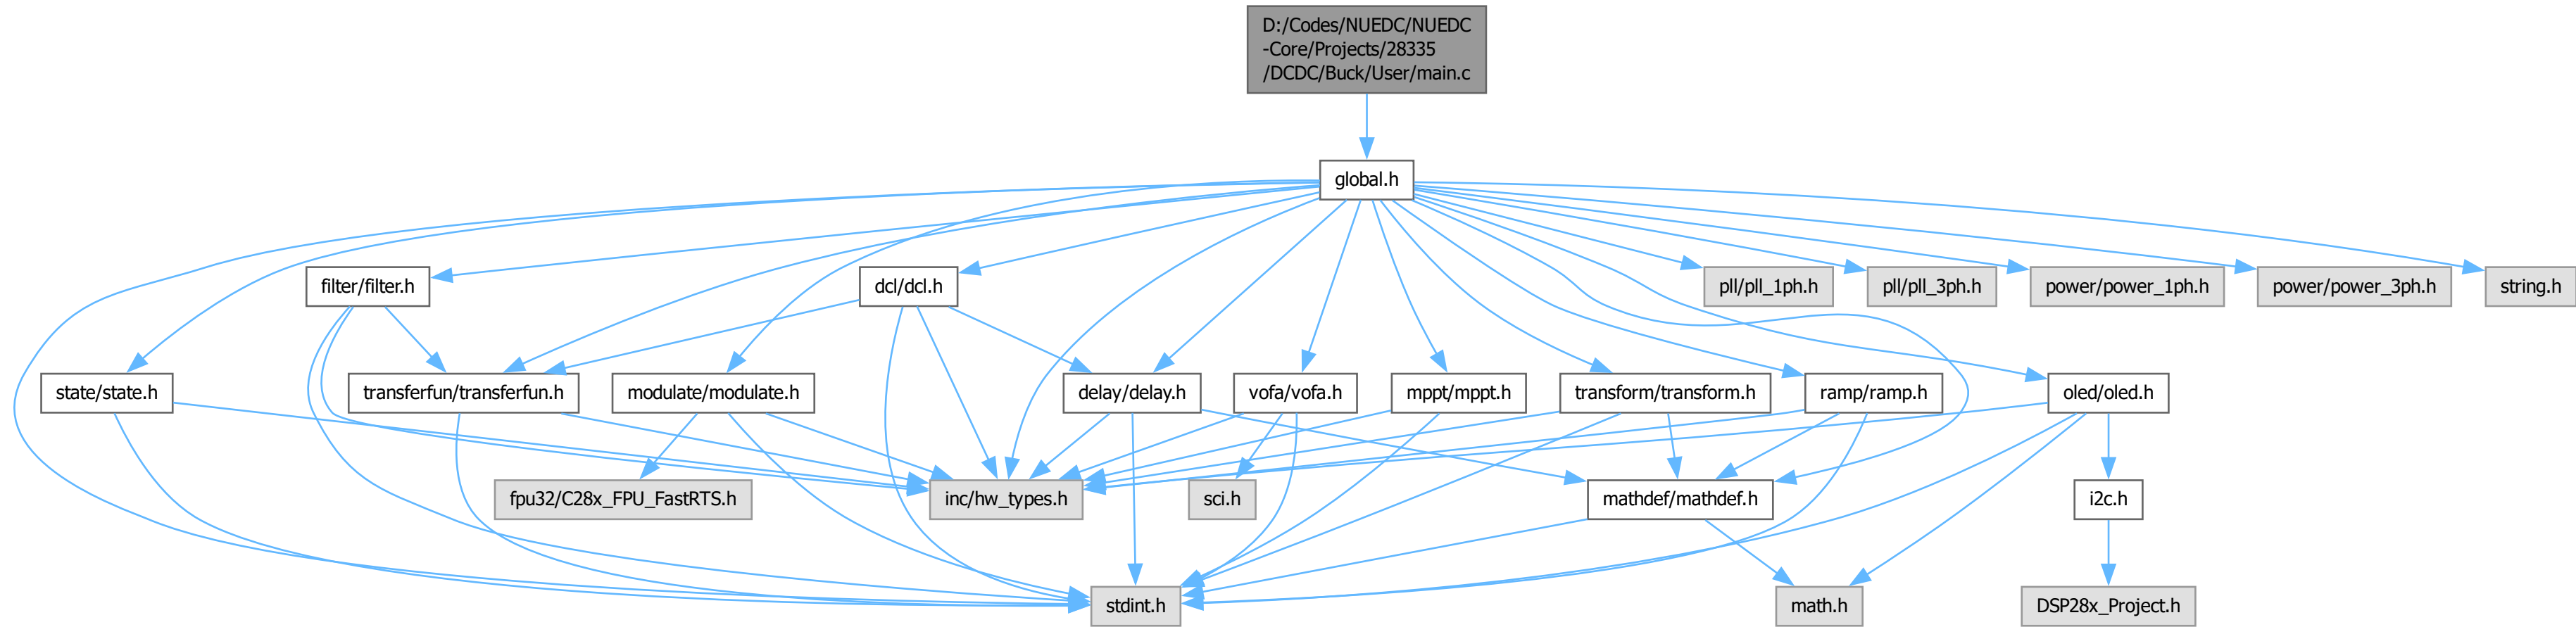 D:/Codes/NUEDC/NUEDC
-Core/Projects/28335
/DCDC/Buck/User/main.c
global.h
filter/filter.h
dcl/dcl.h
pll/pll_1ph.h
pll/pll_3ph.h
power/power_1ph.h
power/power_3ph.h
string.h
state/state.h
transferfun/transferfun.h
modulate/modulate.h
delay/delay.h
vofa/vofa.h
mppt/mppt.h
transform/transform.h
ramp/ramp.h
oled/oled.h
fpu32/C28x_FPU_FastRTS.h
inc/hw_types.h
sci.h
mathdef/mathdef.h
i2c.h
stdint.h
math.h
DSP28x_Project.h